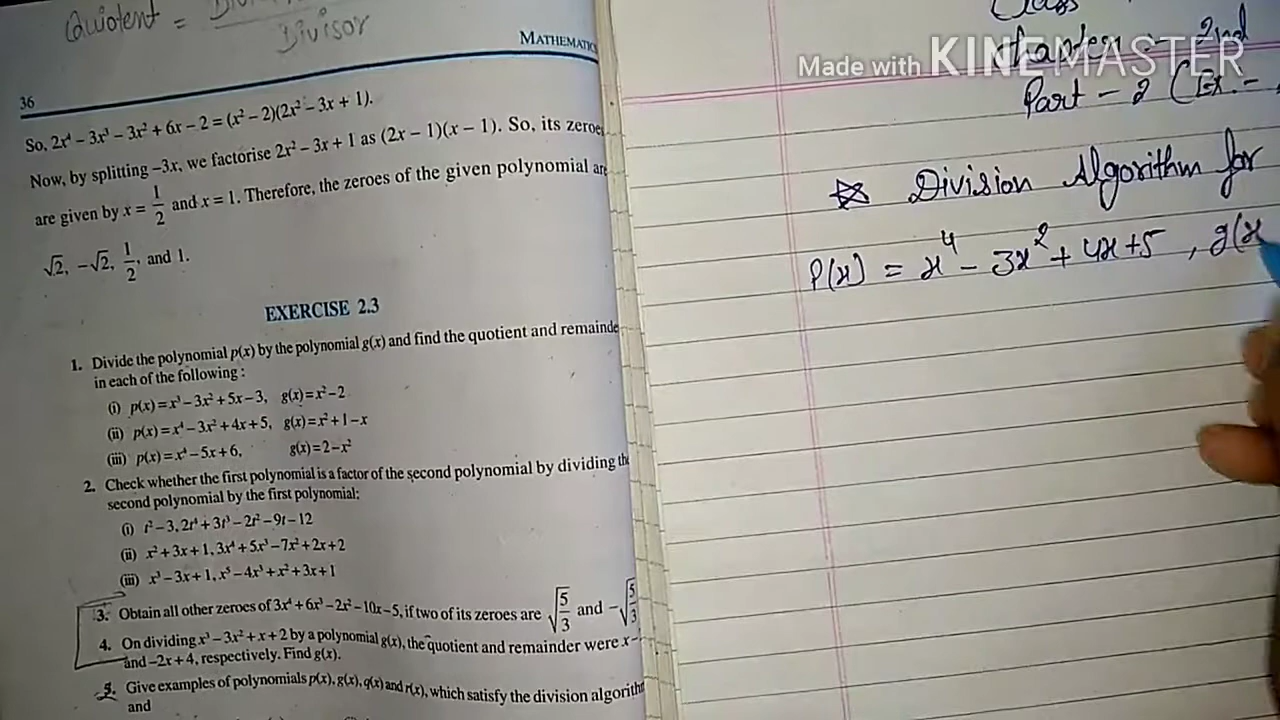 Quiotent =
Divisor
MATHEMATIC
36
So, 2x⁴ – 3x³ – 3x² + 6x – 2 = (x² – 2)(2x² – 3x + 1).
Now, by splitting –3x, we factorise 2x² – 3x + 1 as (2x – 1)(x – 1). So, its zeroe
are given by x = 1/2 and x = 1. Therefore, the zeroes of the given polynomial are
√2, –√2, 1/2, and 1.
EXERCISE 2.3
1. Divide the polynomial p(x) by the polynomial g(x) and find the quotient and remainde
in each of the following :
(i) p(x) = x³ – 3x² + 5x – 3, g(x) = x² – 2
(ii) p(x) = x⁴ – 3x² + 4x + 5, g(x) = x² + 1 – x
(iii) p(x) = x⁴ – 5x + 6, g(x) = 2 – x²
2. Check whether the first polynomial is a factor of the second polynomial by dividing the
second polynomial by the first polynomial:
(i) t² – 3, 2t⁴ + 3t³ – 2t² – 9t – 12
(ii) x² + 3x + 1, 3x⁴ + 5x³ – 7x² + 2x + 2
(iii) x³ – 3x + 1, x⁵ – 4x³ + x² + 3x + 1
3. Obtain all other zeroes of 3x⁴ + 6x³ – 2x² – 10x – 5, if two of its zeroes are √5/3 and –√5/3
4. On dividing x³ – 3x² + x + 2 by a polynomial g(x), the quotient and remainder were x –
and –2x + 4, respectively. Find g(x).
5. Give examples of polynomials p(x), g(x), q(x) and r(x), which satisfy the division algorith
and
Class
Chapter - 2nd
Made with KINEMASTER
Part - 2 (Ex. -
Division Algorithm for
P(x) = x⁴ - 3x² + 4x + 5 , g(x